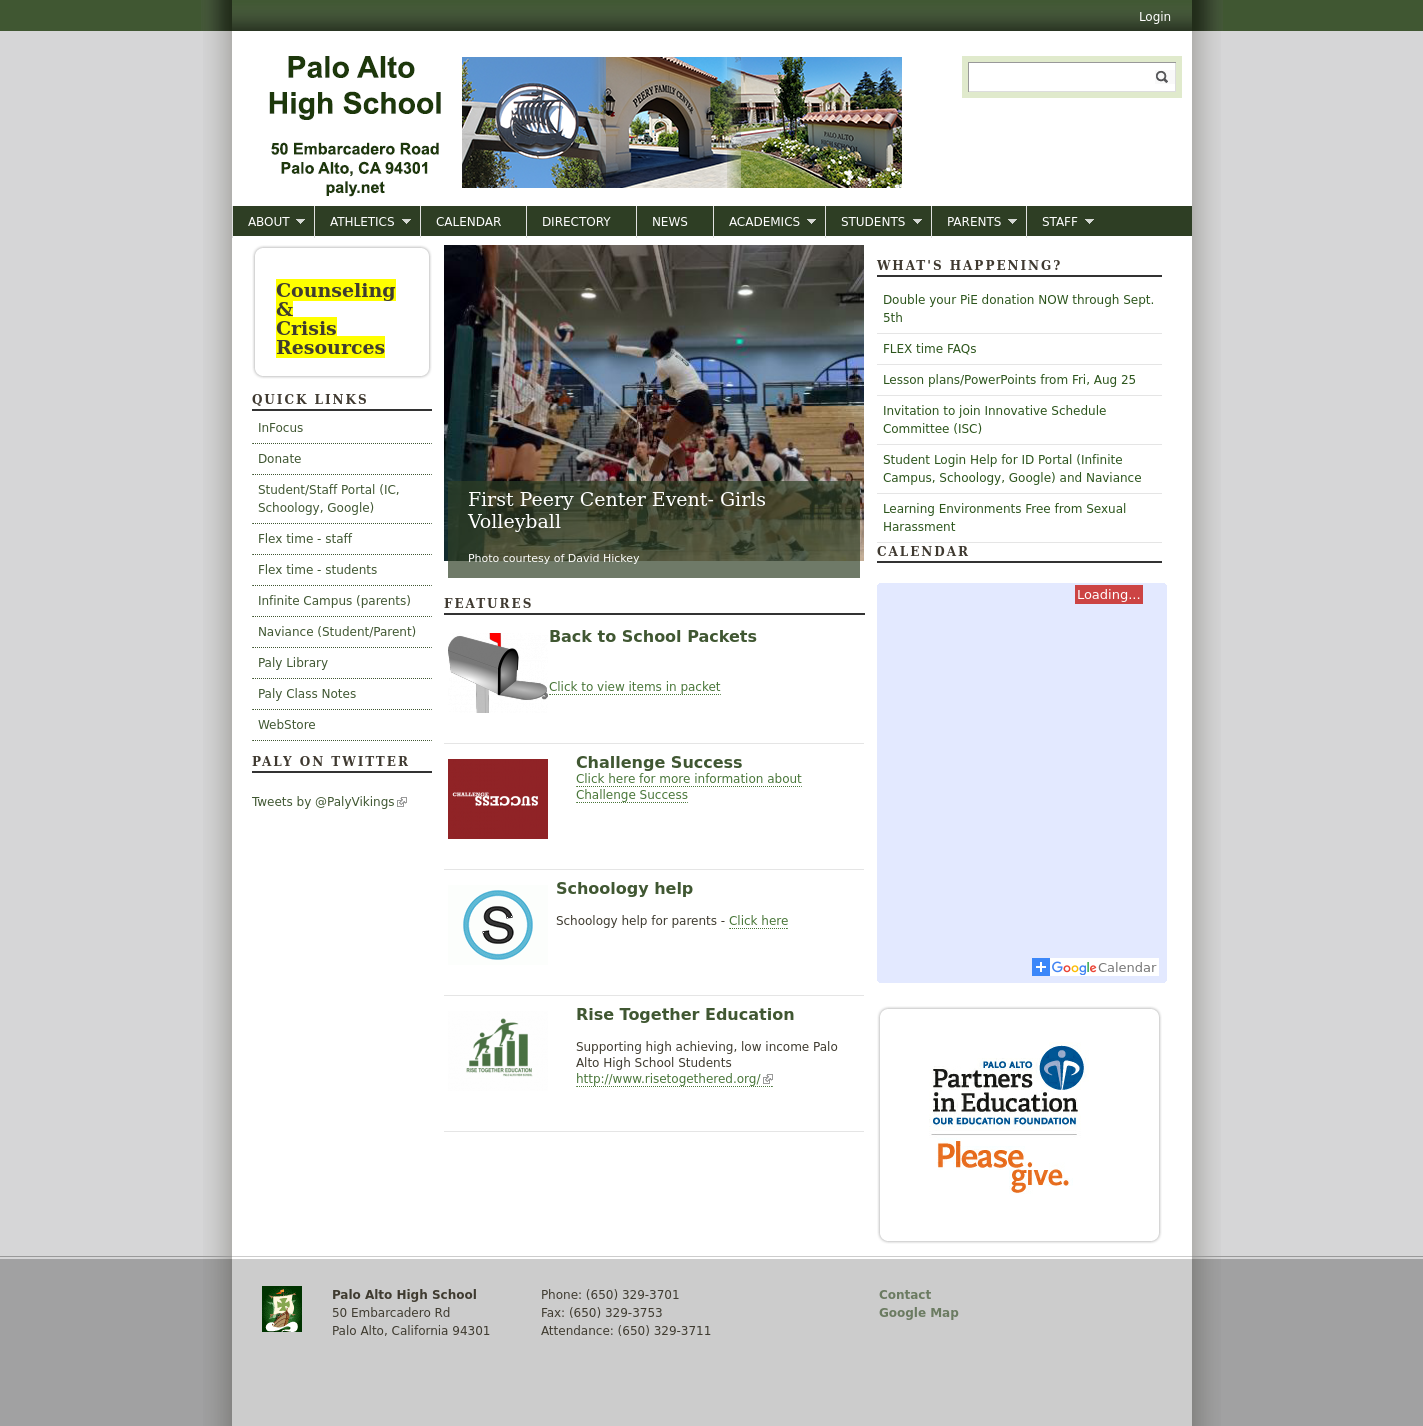 Login
Palo Alto
High School
50 Embarcadero Road
Palo Alto, CA 94301
paly.net
PEERY FAMILY CENTER
PALO ALTO
HIGH SCHOOL
ABOUT ATHLETICS CALENDAR DIRECTORY NEWS ACADEMICS STUDENTS PARENTS STAFF
Counseling
&
Crisis
Resources
QUICK LINKS
InFocus
Donate
Student/Staff Portal (IC,
Schoology, Google)
Flex time - staff
Flex time - students
Infinite Campus (parents)
Naviance (Student/Parent)
Paly Library
Paly Class Notes
WebStore
PALY ON TWITTER
Tweets by @PalyVikings
First Peery Center Event- Girls
Volleyball
Photo courtesy of David Hickey
FEATURES
Back to School Packets
Click to view items in packet
CHALLENGE
SUCCESS
Challenge Success
Click here for more information about
Challenge Success
S
Schoology help
Schoology help for parents - Click here
RISE TOGETHER EDUCATION
Rise Together Education
Supporting high achieving, low income Palo
Alto High School Students
http://www.risetogethered.org/
WHAT'S HAPPENING?
Double your PiE donation NOW through Sept.
5th
FLEX time FAQs
Lesson plans/PowerPoints from Fri, Aug 25
Invitation to join Innovative Schedule
Committee (ISC)
Student Login Help for ID Portal (Infinite
Campus, Schoology, Google) and Naviance
Learning Environments Free from Sexual
Harassment
CALENDAR
Loading...
Google Calendar
PALO ALTO
Partners
in Education
OUR EDUCATION FOUNDATION
Please
give.
Palo Alto High School
50 Embarcadero Rd
Palo Alto, California 94301
Phone: (650) 329-3701
Fax: (650) 329-3753
Attendance: (650) 329-3711
Contact
Google Map